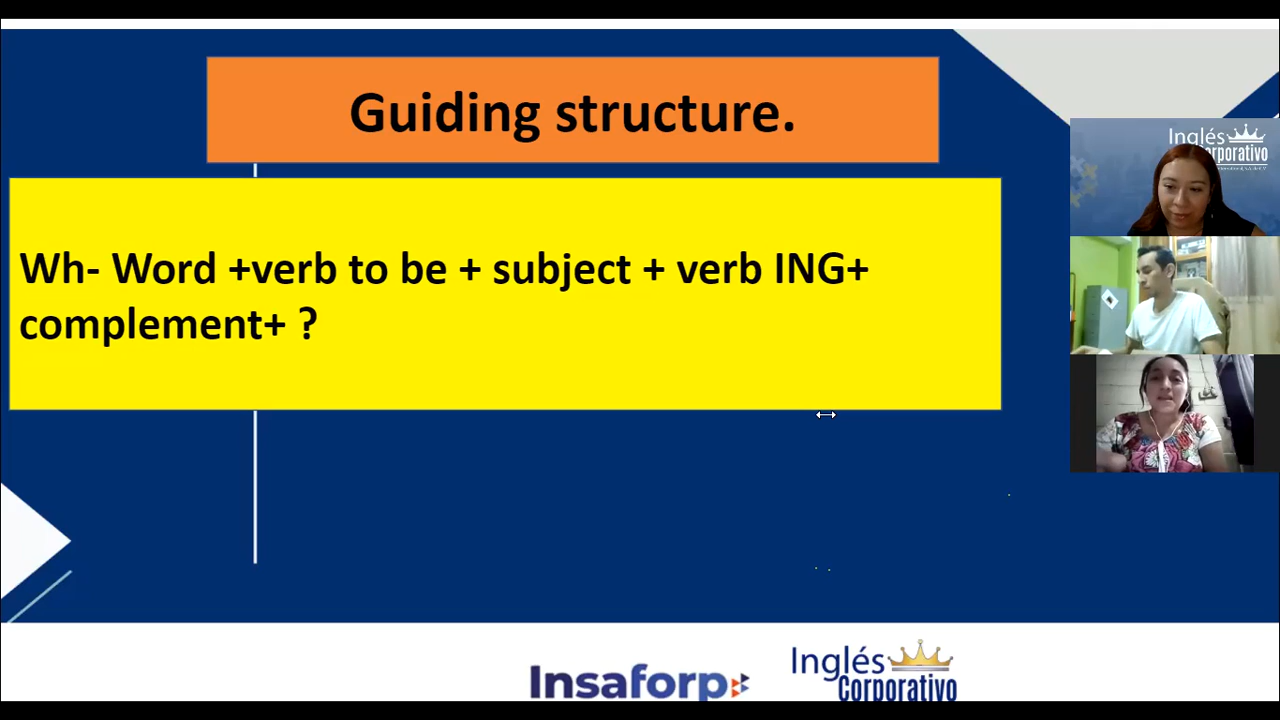 Guiding structure.
Inglés
Corporativo
Wh- Word +verb to be + subject + verb ING+
complement+ ?
Insaforp
Inglés
Corporativo